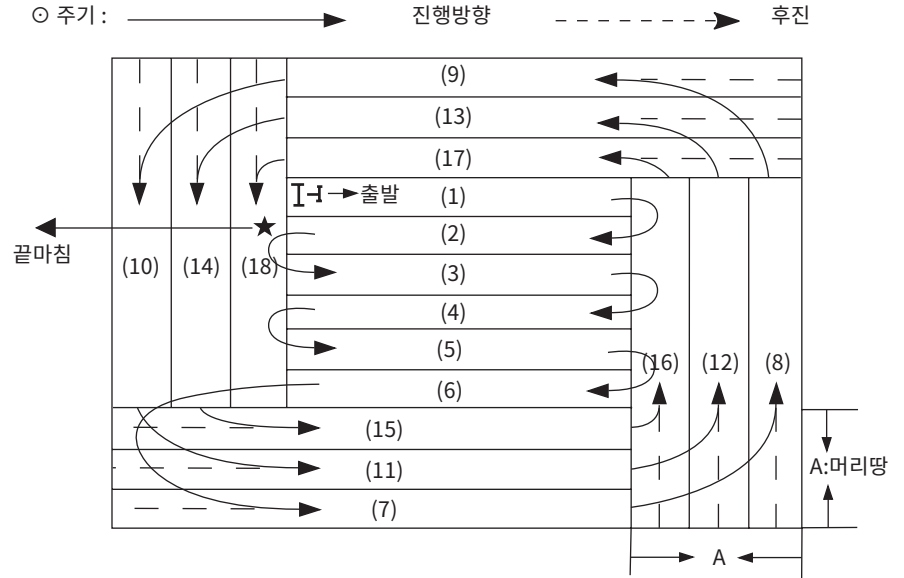 ⊙ 주기 : 진행방향 후진
(9)
(13)
(17)
출발 (1)
(2)
끝마침
(10) (14) (18) (3)
(4)
(5)
(16) (12) (8)
(6)
(15)
(11) A:머리땅
(7)
A